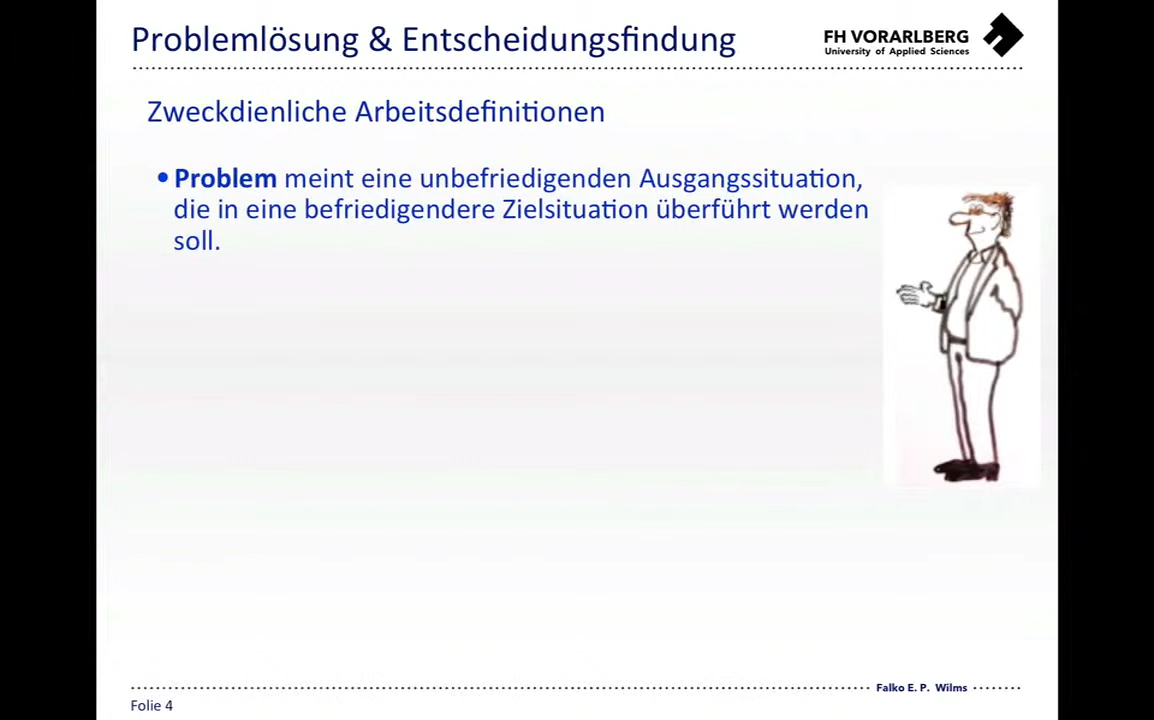 Problemlösung & Entscheidungsfindung
FH VORARLBERG
University of Applied Sciences
Zweckdienliche Arbeitsdefinitionen
• Problem meint eine unbefriedigenden Ausgangssituation,
die in eine befriedigendere Zielsituation überführt werden
soll.
Falko E. P. Wilms
Folie 4